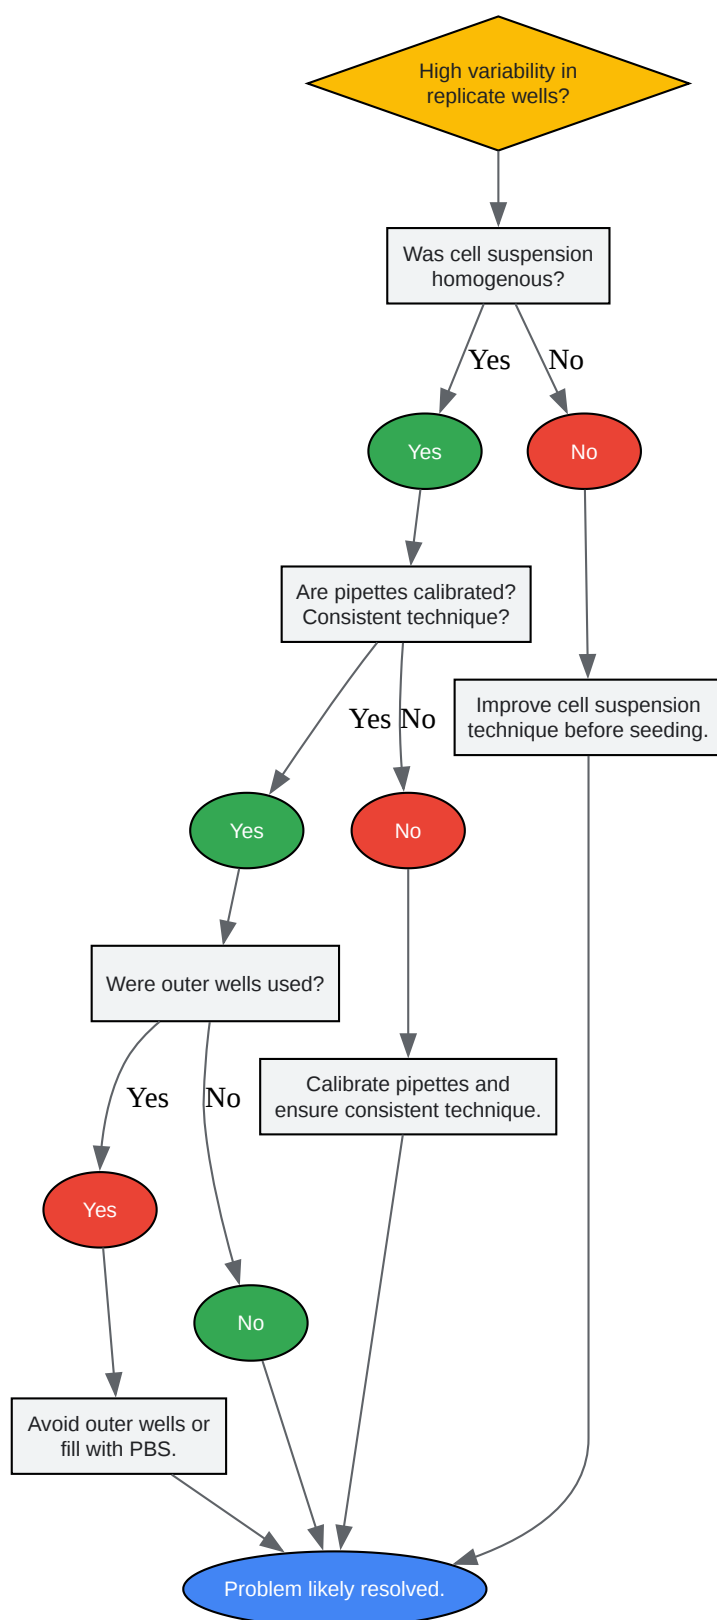 High variability in
replicate wells?
Was cell suspension
homogenous?
Yes
No
Yes
No
Are pipettes calibrated?
Consistent technique?
Improve cell suspension
technique before seeding.
Yes
No
Yes
No
Were outer wells used?
Calibrate pipettes and
ensure consistent technique.
Yes
No
Yes
No
Avoid outer wells or
fill with PBS.
Problem likely resolved.